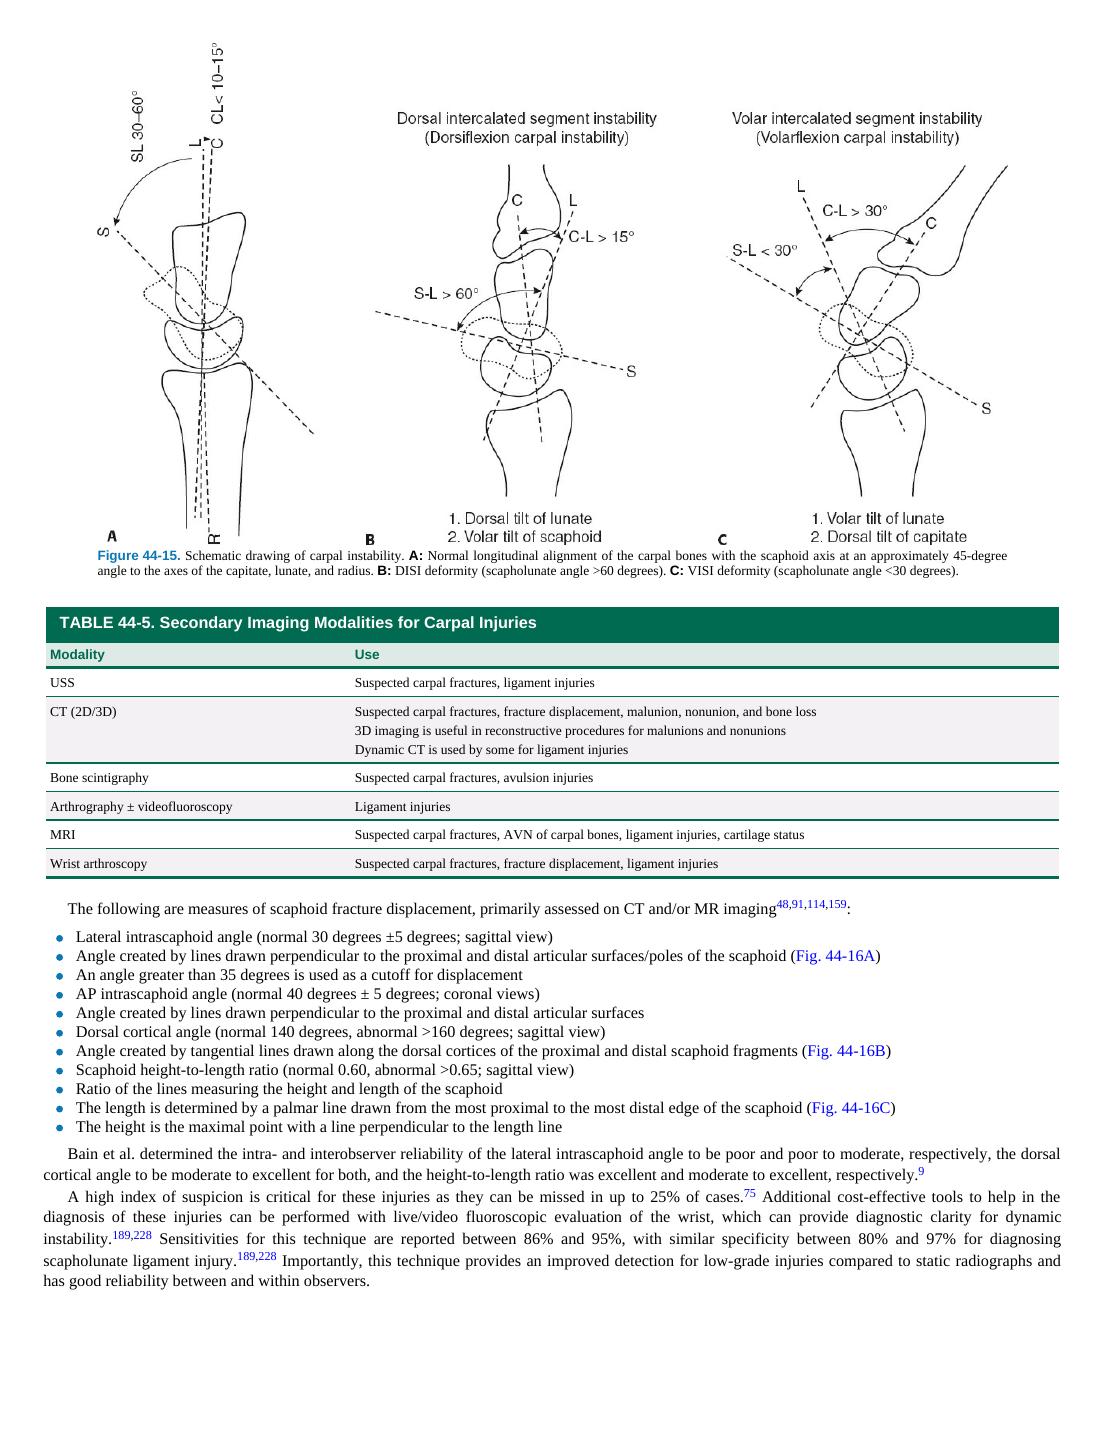 SL 30–60°
CL< 10–15°
L
C
S
R
A
Dorsal intercalated segment instability
(Dorsiflexion carpal instability)
C
L
C-L > 15°
S-L > 60°
S
1. Dorsal tilt of lunate
2. Volar tilt of scaphoid
B
Volar intercalated segment instability
(Volarflexion carpal instability)
L
C-L > 30°
C
S-L < 30°
S
1. Volar tilt of lunate
2. Dorsal tilt of capitate
C
Figure 44-15. Schematic drawing of carpal instability. A: Normal longitudinal alignment of the carpal bones with the scaphoid axis at an approximately 45-degree
angle to the axes of the capitate, lunate, and radius. B: DISI deformity (scapholunate angle >60 degrees). C: VISI deformity (scapholunate angle <30 degrees).
TABLE 44-5. Secondary Imaging Modalities for Carpal Injuries
Modality Use
USS Suspected carpal fractures, ligament injuries
CT (2D/3D) Suspected carpal fractures, fracture displacement, malunion, nonunion, and bone loss
3D imaging is useful in reconstructive procedures for malunions and nonunions
Dynamic CT is used by some for ligament injuries
Bone scintigraphy Suspected carpal fractures, avulsion injuries
Arthrography ± videofluoroscopy Ligament injuries
MRI Suspected carpal fractures, AVN of carpal bones, ligament injuries, cartilage status
Wrist arthroscopy Suspected carpal fractures, fracture displacement, ligament injuries
The following are measures of scaphoid fracture displacement, primarily assessed on CT and/or MR imaging48,91,114,159:
● Lateral intrascaphoid angle (normal 30 degrees ±5 degrees; sagittal view)
● Angle created by lines drawn perpendicular to the proximal and distal articular surfaces/poles of the scaphoid (Fig. 44-16A)
● An angle greater than 35 degrees is used as a cutoff for displacement
● AP intrascaphoid angle (normal 40 degrees ± 5 degrees; coronal views)
● Angle created by lines drawn perpendicular to the proximal and distal articular surfaces
● Dorsal cortical angle (normal 140 degrees, abnormal >160 degrees; sagittal view)
● Angle created by tangential lines drawn along the dorsal cortices of the proximal and distal scaphoid fragments (Fig. 44-16B)
● Scaphoid height-to-length ratio (normal 0.60, abnormal >0.65; sagittal view)
● Ratio of the lines measuring the height and length of the scaphoid
● The length is determined by a palmar line drawn from the most proximal to the most distal edge of the scaphoid (Fig. 44-16C)
● The height is the maximal point with a line perpendicular to the length line
Bain et al. determined the intra- and interobserver reliability of the lateral intrascaphoid angle to be poor and poor to moderate, respectively, the dorsal
cortical angle to be moderate to excellent for both, and the height-to-length ratio was excellent and moderate to excellent, respectively.9
A high index of suspicion is critical for these injuries as they can be missed in up to 25% of cases.75 Additional cost-effective tools to help in the
diagnosis of these injuries can be performed with live/video fluoroscopic evaluation of the wrist, which can provide diagnostic clarity for dynamic
instability.189,228 Sensitivities for this technique are reported between 86% and 95%, with similar specificity between 80% and 97% for diagnosing
scapholunate ligament injury.189,228 Importantly, this technique provides an improved detection for low-grade injuries compared to static radiographs and
has good reliability between and within observers.